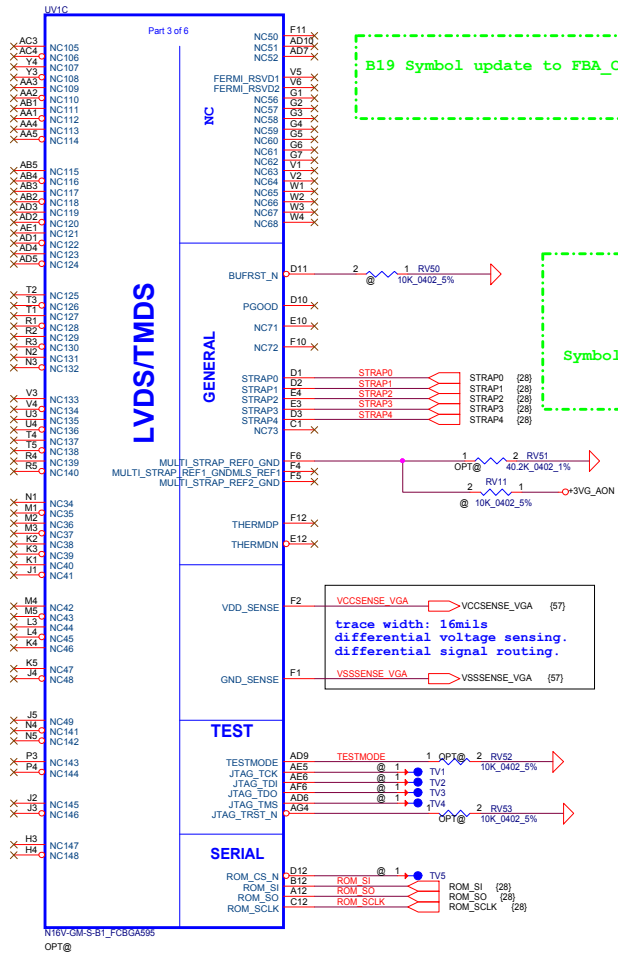 UV1C
Part 3 of 6
AC3 NC105
AC4 NC106
Y4 NC107
Y3 NC108
AA3 NC109
AA2 NC110
AB1 NC111
AA1 NC112
AA4 NC113
AA5 NC114
AB5 NC115
AB4 NC116
AB3 NC117
AB2 NC118
AD3 NC119
AD2 NC120
AE1 NC121
AD1 NC122
AD4 NC123
AD5 NC124
T2 NC125
T3 NC126
T1 NC127
R1 NC128
R2 NC129
R3 NC130
N2 NC131
N3 NC132
V3 NC133
V4 NC134
U3 NC135
U4 NC136
T4 NC137
T5 NC138
R4 NC139
R5 NC140
N1 NC34
M1 NC35
M2 NC36
M3 NC37
K2 NC38
K3 NC39
K1 NC40
J1 NC41
M4 NC42
M5 NC43
L3 NC44
L4 NC45
K4 NC46
K5 NC47
J4 NC48
J5 NC49
N4 NC141
N5 NC142
P3 NC143
P4 NC144
J2 NC145
J3 NC146
H3 NC147
H4 NC148
LVDS/TMDS
NC
NC50 F11
NC51 AD10
NC52 AD7
FERMI_RSVD1 V5
FERMI_RSVD2 V6
NC56 G1
NC57 G2
NC58 G3
NC59 G4
NC60 G5
NC61 G6
NC62 G7
NC63 V1
NC64 V2
NC65 W1
NC66 W2
NC67 W3
NC68 W4
GENERAL
BUFRST_N D11 2 @ 1 RV50 10K_0402_5%
PGOOD D10
NC71 E10
NC72 F10
STRAP0 D1 STRAP0 STRAP0 {28}
STRAP1 D2 STRAP1 STRAP1 {28}
STRAP2 E4 STRAP2 STRAP2 {28}
STRAP3 E3 STRAP3 STRAP3 {28}
STRAP4 D3 STRAP4 STRAP4 {28}
NC73 C1
MULTI_STRAP_REF0_GND F6 1 OPT@ 2 RV51 40.2K_0402_1%
MULTI_STRAP_REF1_GNDMLS_REF1 F4
MULTI_STRAP_REF2_GND F5
2 @ 1 RV11 10K_0402_5% +3VG_AON
THERMDP F12
THERMDN E12
VDD_SENSE F2 VCCSENSE_VGA VCCSENSE_VGA {57}
trace width: 16mils
differential voltage sensing.
differential signal routing.
GND_SENSE F1 VSSSENSE_VGA VSSSENSE_VGA {57}
TEST
TESTMODE AD9 TESTMODE 1 OPT@ 2 RV52 10K_0402_5%
JTAG_TCK AE5 @ 1 TV1
JTAG_TDI AE6 @ 1 TV2
JTAG_TDO AF6 @ 1 TV3
JTAG_TMS AD6 @ 1 TV4
JTAG_TRST_N AG4 1 OPT@ 2 RV53 10K_0402_5%
SERIAL
ROM_CS_N D12 @ 1 TV5
ROM_SI B12 ROM_SI ROM_SI {28}
ROM_SO A12 ROM_SO ROM_SO {28}
ROM_SCLK C12 ROM_SCLK ROM_SCLK {28}
N16V-GM-S-B1_FCBGA595
OPT@
B19 Symbol update to FBA_
Symbol